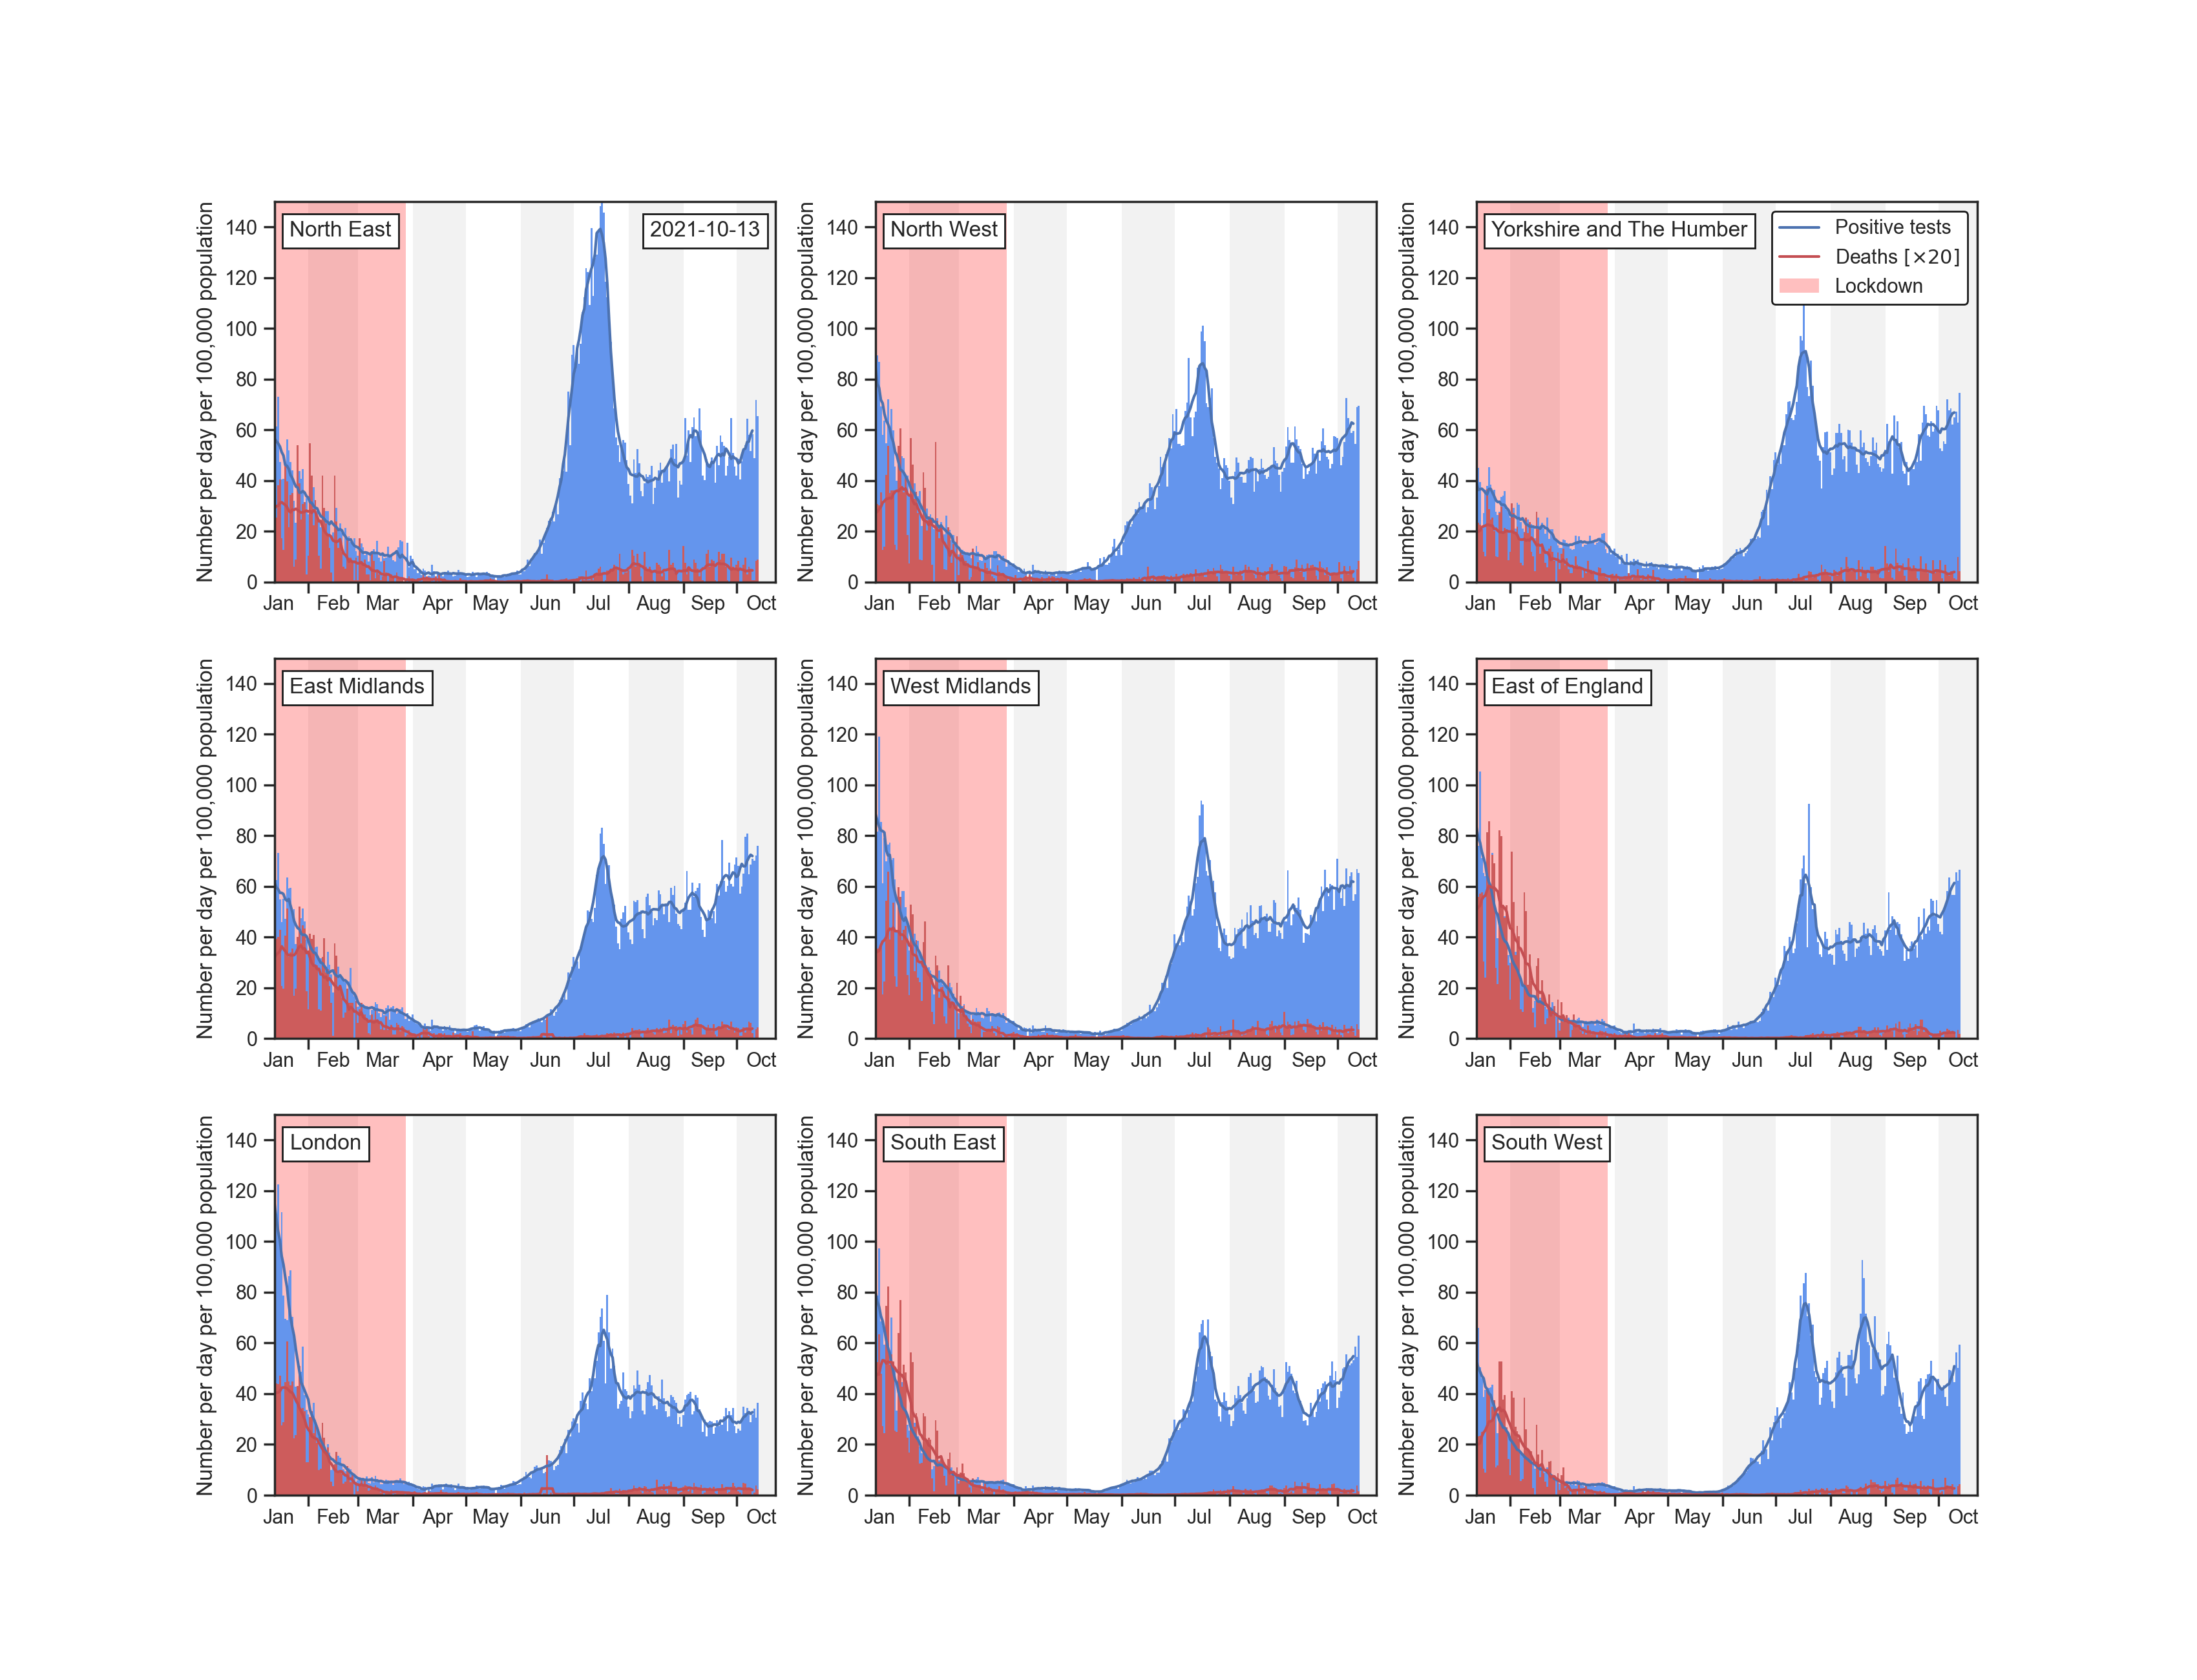 North East
2021-10-13
Number per day per 100,000 population
140
120
100
80
60
40
20
0
Jan Feb Mar Apr May Jun Jul Aug Sep Oct
North West
Number per day per 100,000 population
140
120
100
80
60
40
20
0
Jan Feb Mar Apr May Jun Jul Aug Sep Oct
Yorkshire and The Humber
Positive tests
Deaths [×20]
Lockdown
Number per day per 100,000 population
140
120
100
80
60
40
20
0
Jan Feb Mar Apr May Jun Jul Aug Sep Oct
East Midlands
Number per day per 100,000 population
140
120
100
80
60
40
20
0
Jan Feb Mar Apr May Jun Jul Aug Sep Oct
West Midlands
Number per day per 100,000 population
140
120
100
80
60
40
20
0
Jan Feb Mar Apr May Jun Jul Aug Sep Oct
East of England
Number per day per 100,000 population
140
120
100
80
60
40
20
0
Jan Feb Mar Apr May Jun Jul Aug Sep Oct
London
Number per day per 100,000 population
140
120
100
80
60
40
20
0
Jan Feb Mar Apr May Jun Jul Aug Sep Oct
South East
Number per day per 100,000 population
140
120
100
80
60
40
20
0
Jan Feb Mar Apr May Jun Jul Aug Sep Oct
South West
Number per day per 100,000 population
140
120
100
80
60
40
20
0
Jan Feb Mar Apr May Jun Jul Aug Sep Oct